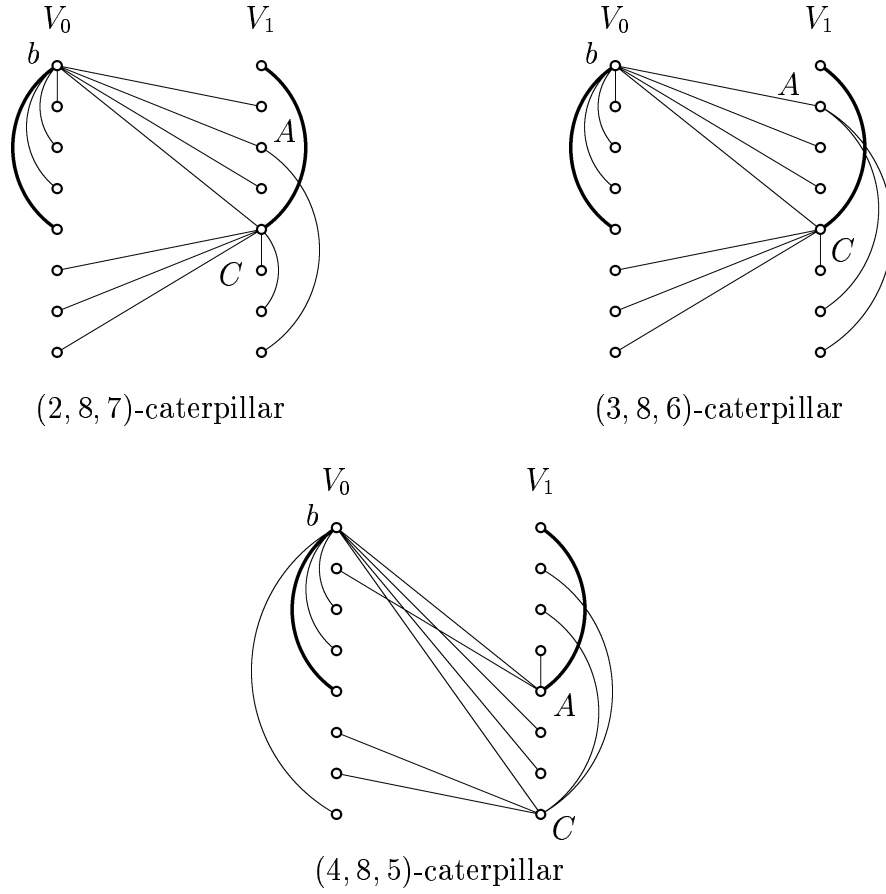 V₀ V₁ V₀ V₁
b b
A
A
C
C
(2, 8, 7)-caterpillar (3, 8, 6)-caterpillar
V₀ V₁
b
A
C
(4, 8, 5)-caterpillar